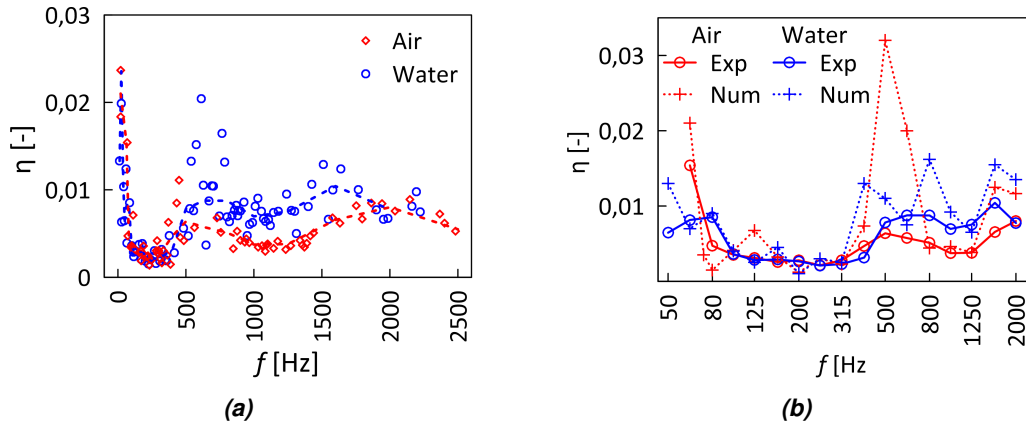 0,03
0,02
0,01
0
η [-]
Air
Water
0 500 1000 1500 2000 2500
f [Hz]
(a)
0,03
0,02
0,01
η [-]
Air Water
Exp Exp
Num Num
50 80 125 200 315 500 800 1250 2000
f [Hz
(b)